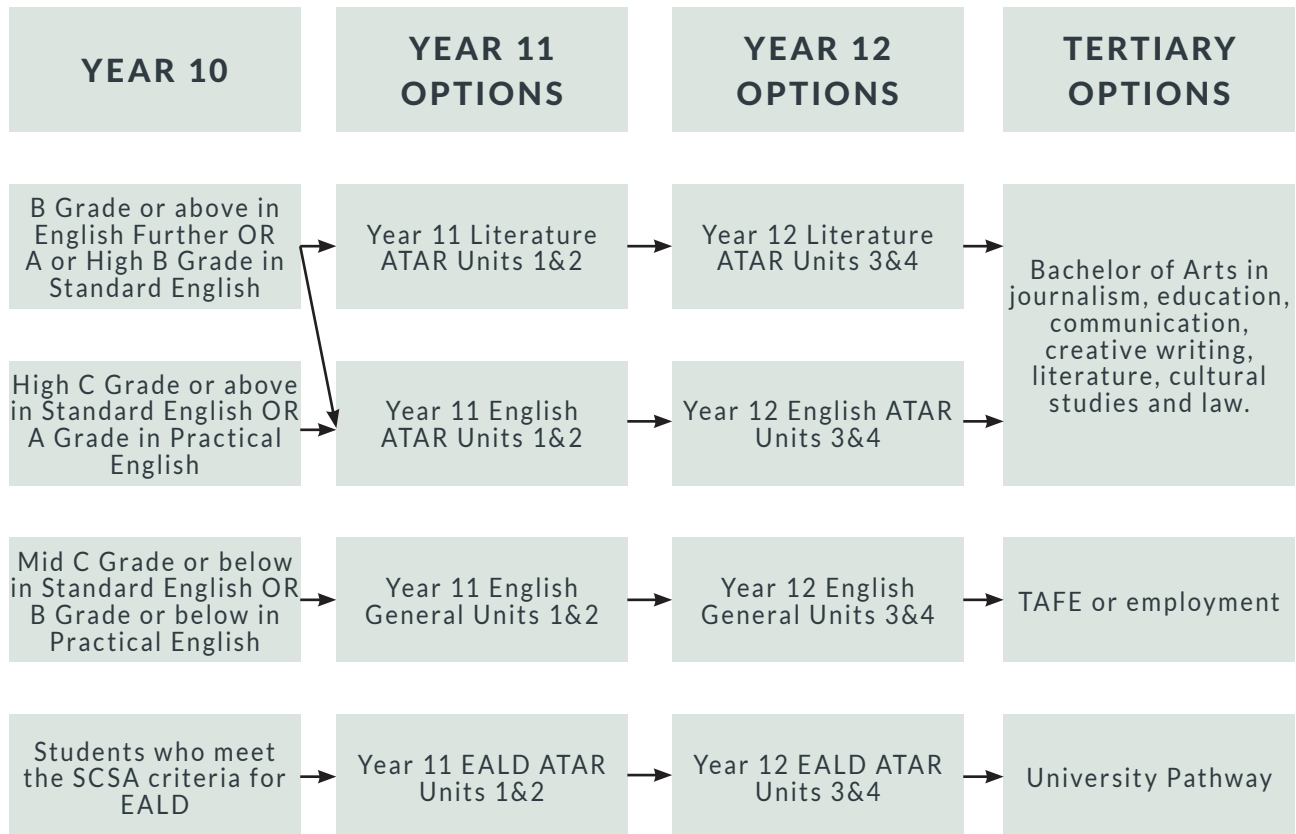 YEAR 10
YEAR 11
OPTIONS
YEAR 12
OPTIONS
TERTIARY
OPTIONS
B Grade or above in
English Further OR
A or High B Grade in
Standard English
Year 11 Literature
ATAR Units 1&2
Year 12 Literature
ATAR Units 3&4
Bachelor of Arts in
journalism, education,
communication,
creative writing,
literature, cultural
studies and law.
High C Grade or above
in Standard English OR
A Grade in Practical
English
Year 11 English
ATAR Units 1&2
Year 12 English ATAR
Units 3&4
Mid C Grade or below
in Standard English OR
B Grade or below in
Practical English
Year 11 English
General Units 1&2
Year 12 English
General Units 3&4
TAFE or employment
Students who meet
the SCSA criteria for
EALD
Year 11 EALD ATAR
Units 1&2
Year 12 EALD ATAR
Units 3&4
University Pathway